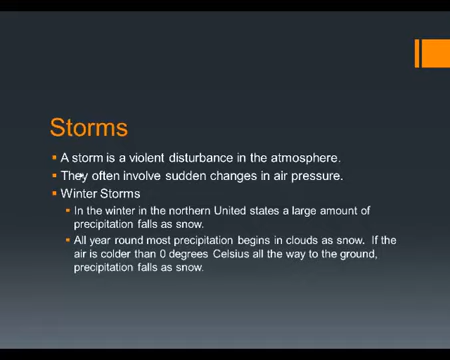 Storms
A storm is a violent disturbance in the atmosphere.
They often involve sudden changes in air pressure.
Winter Storms
In the winter in the northern United states a large amount of
precipitation falls as snow.
All year round most precipitation begins in clouds as snow. If the
air is colder than 0 degrees Celsius all the way to the ground,
precipitation falls as snow.